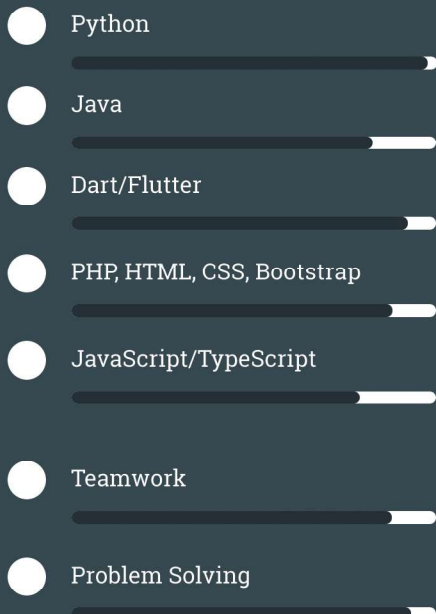 Python
Java
Dart/Flutter
PHP, HTML, CSS, Bootstrap
JavaScript/TypeScript
Teamwork
Problem Solving